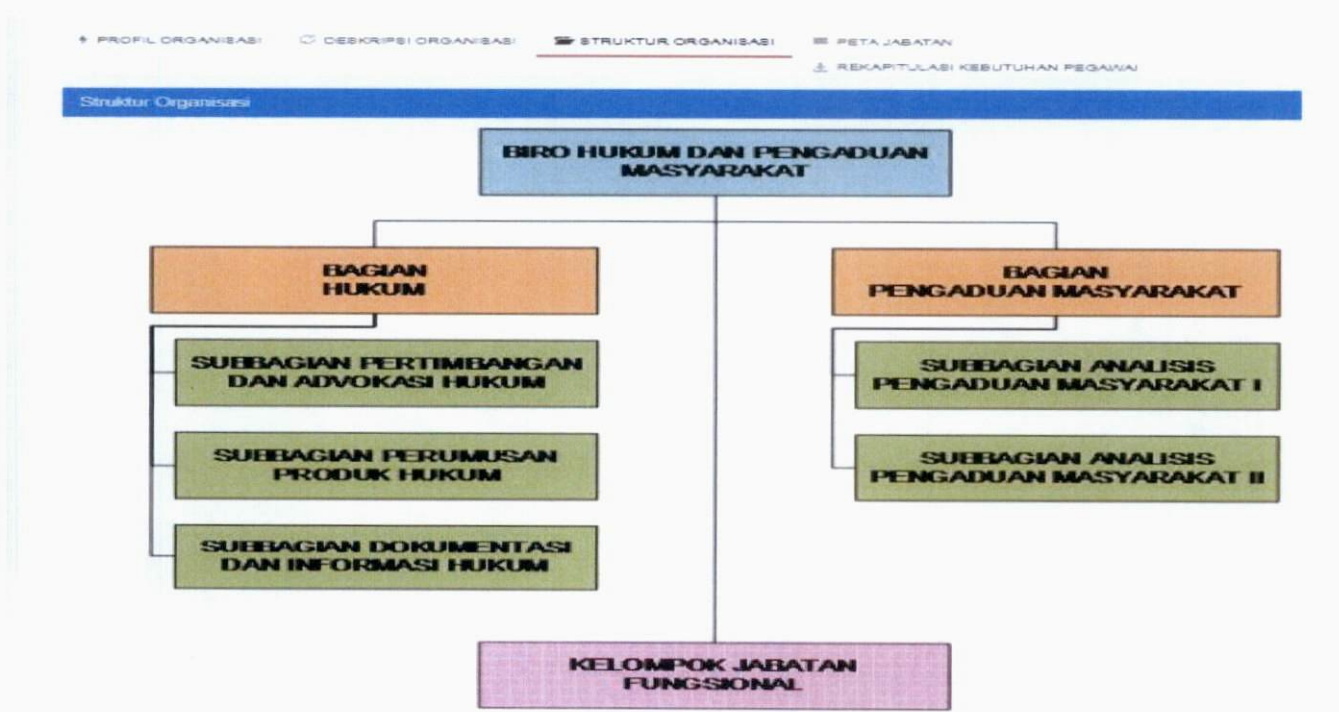 PROFIL ORGANISASI
DESKRIPSI ORGANISASI
STRUKTUR ORGANISASI
PETA JABATAN
REKAPITULASI KEBUTUHAN PEGAWAI
Struktur Organisasi
BIRO HUKUM DAN PENGADUAN
MASYARAKAT
BAGIAN
HUKUM
SUBBAGIAN PERTIMBANGAN
DAN ADVOKASI HUKUM
SUBBAGIAN PERUMUSAN
PRODUK HUKUM
SUBBAGIAN DOKUMENTASI
DAN INFORMASI HUKUM
BAGIAN
PENGADUAN MASYARAKAT
SUBBAGIAN ANALISIS
PENGADUAN MASYARAKAT I
SUBBAGIAN ANALISIS
PENGADUAN MASYARAKAT II
KELOMPOK JABATAN
FUNGSIONAL